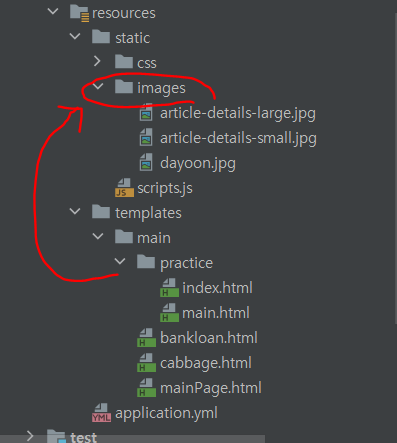 resources
static
css
images
article-details-large.jpg
article-details-small.jpg
dayoon.jpg
JS scripts.js
templates
main
practice
H index.html
H main.html
H bankloan.html
H cabbage.html
H mainPage.html
YML application.yml
test